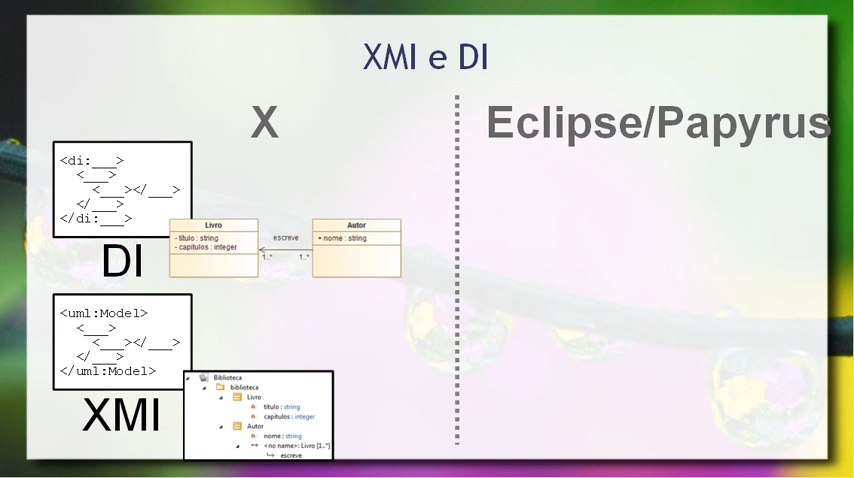 XMI e DI
X
Eclipse/Papyrus
<di:___>
<___>
<___></___>
</___>
</di:___>
DI
Livro
- título : string
- capitulos : integer
escreve
1..*
1..*
Autor
+ nome : string
<uml:Model>
<___>
<___></___>
</___>
</uml:Model>
XMI
Biblioteca
biblioteca
Livro
título : string
capitulos : integer
Autor
nome : string
<no name> : Livro [1..*]
escreve